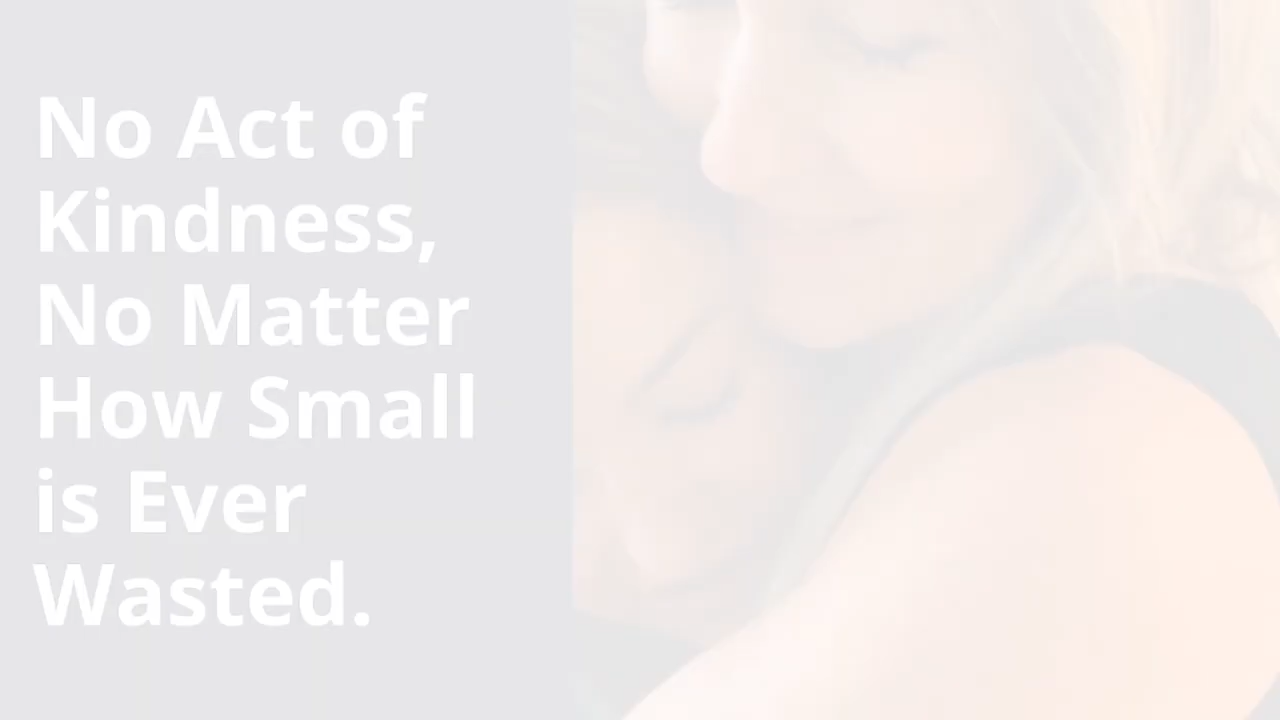 No Act of
Kindness,
No Matter
How Small
is Ever
Wasted.